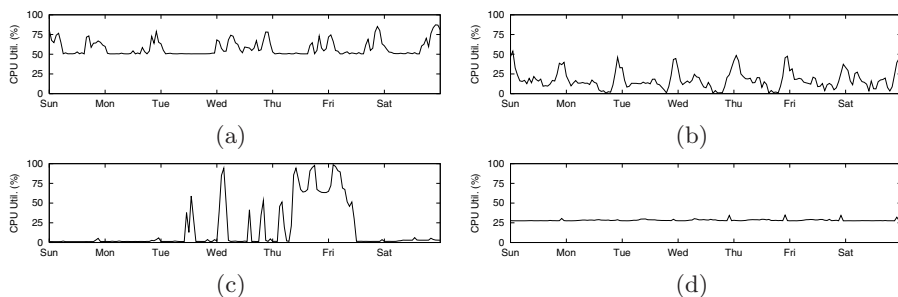 CPU Util. (%)
100
75
50
25
0
Sun Mon Tue Wed Thu Fri Sat
(a)
CPU Util. (%)
100
75
50
25
0
Sun Mon Tue Wed Thu Fri Sat
(b)
CPU Util. (%)
100
75
50
25
0
Sun Mon Tue Wed Thu Fri Sat
(c)
CPU Util. (%)
100
75
50
25
0
Sun Mon Tue Wed Thu Fri Sat
(d)